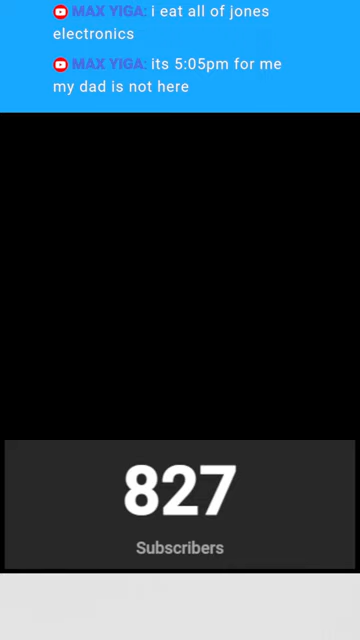 MAX YIGA: i eat all of jones
electronics
MAX YIGA: its 5:05pm for me
my dad is not here
827
Subscribers